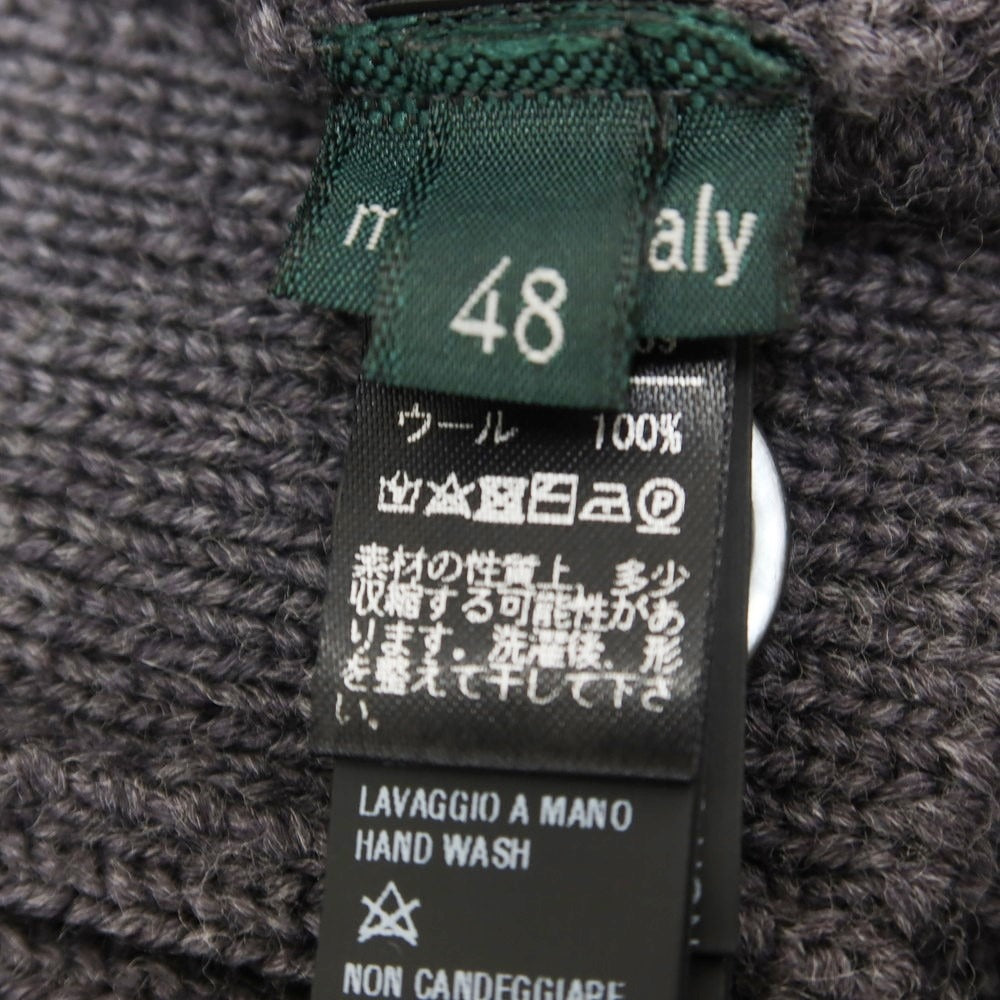 aly
48
ウール 100%
素材の性質上、多少
収縮する可能性があ
ります。洗濯後、形
を整えて干して下さ
い。
LAVAGGIO A MANO
HAND WASH
NON CANDEGGIARE